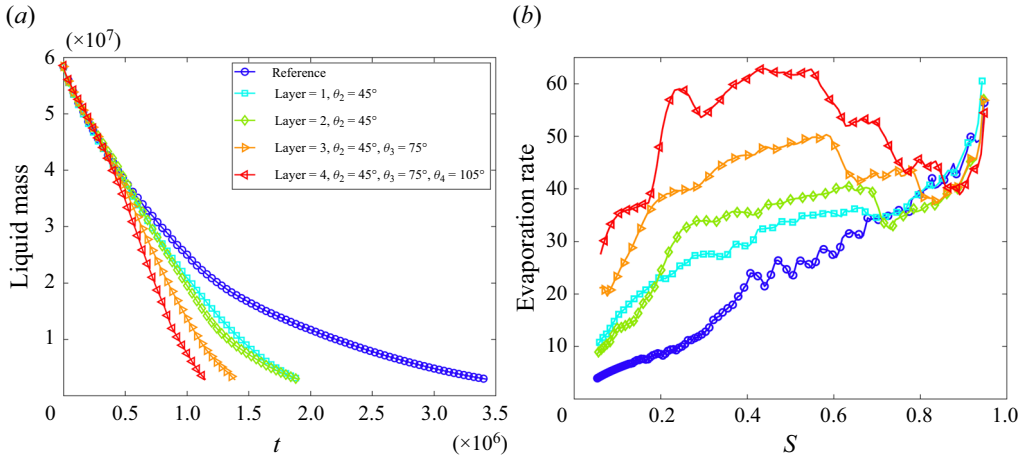 (a)
(×10⁷)
6
5
4
3
2
1
0
Liquid mass
0.5
1.0
1.5
2.0
2.5
3.0
3.5
t
(×10⁶)
Reference
Layer = 1, θ₂ = 45°
Layer = 2, θ₂ = 45°
Layer = 3, θ₂ = 45°, θ₃ = 75°
Layer = 4, θ₂ = 45°, θ₃ = 75°, θ₄ = 105°
(b)
60
50
40
30
20
10
Evaporation rate
0
0.2
0.4
0.6
0.8
1.0
S